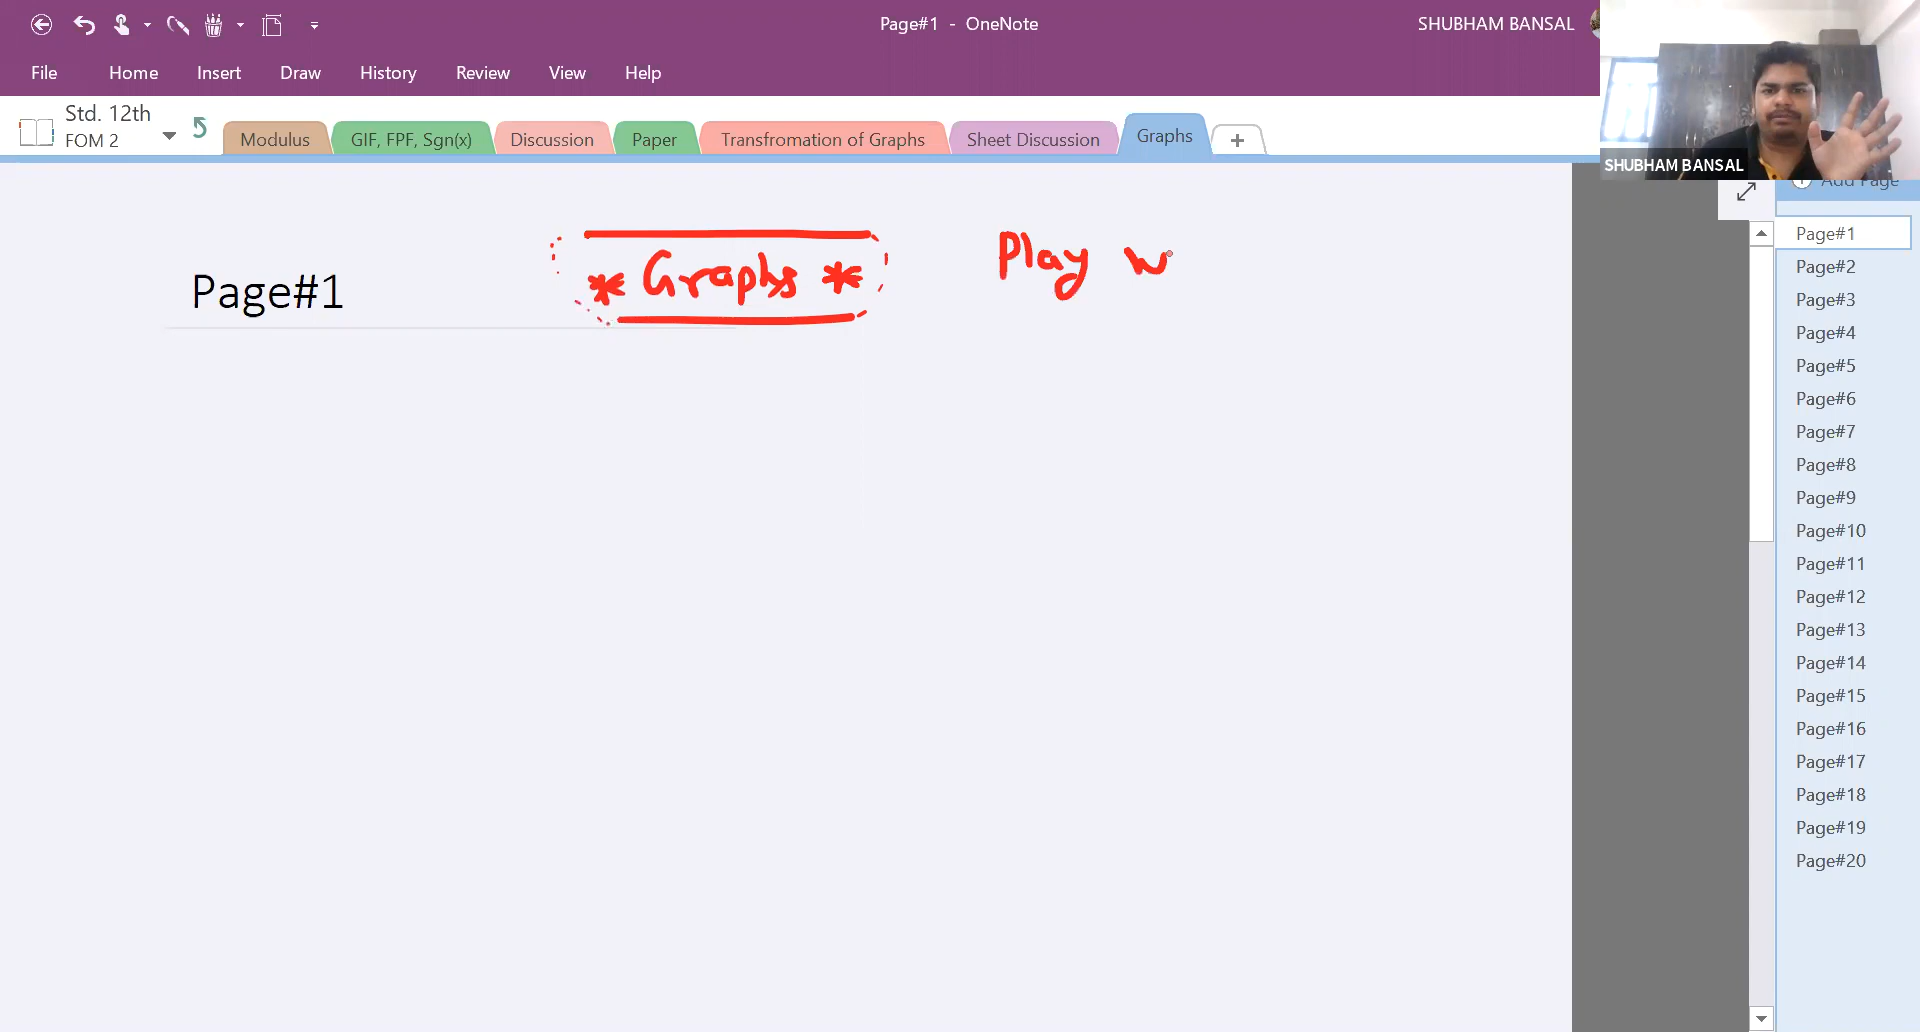 Page#1 - OneNote
SHUBHAM BANSAL
File Home Insert Draw History Review View Help
Std. 12th
FOM 2
Modulus GIF, FPF, Sgn(x) Discussion Paper Transfromation of Graphs Sheet Discussion Graphs +
SHUBHAM BANSAL
Add Page
Page#1
* Graphs *
Play w
Page#1
Page#2
Page#3
Page#4
Page#5
Page#6
Page#7
Page#8
Page#9
Page#10
Page#11
Page#12
Page#13
Page#14
Page#15
Page#16
Page#17
Page#18
Page#19
Page#20